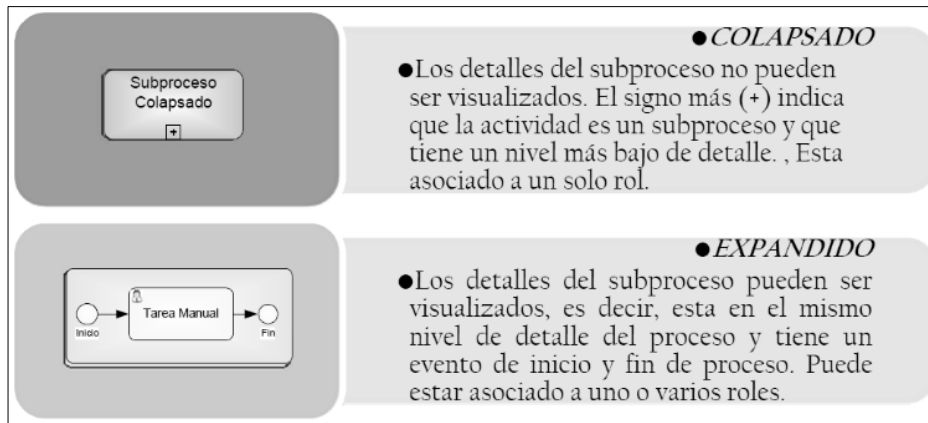 Subproceso
Colapsado
+
●COLAPSADO
●Los detalles del subproceso no pueden
ser visualizados. El signo más (+) indica
que la actividad es un subproceso y que
tiene un nivel más bajo de detalle. , Esta
asociado a un solo rol.
Inicio
Tarea Manual
Fin
●EXPANDIDO
●Los detalles del subproceso pueden ser
visualizados, es decir, esta en el mismo
nivel de detalle del proceso y tiene un
evento de inicio y fin de proceso. Puede
estar asociado a uno o varios roles.